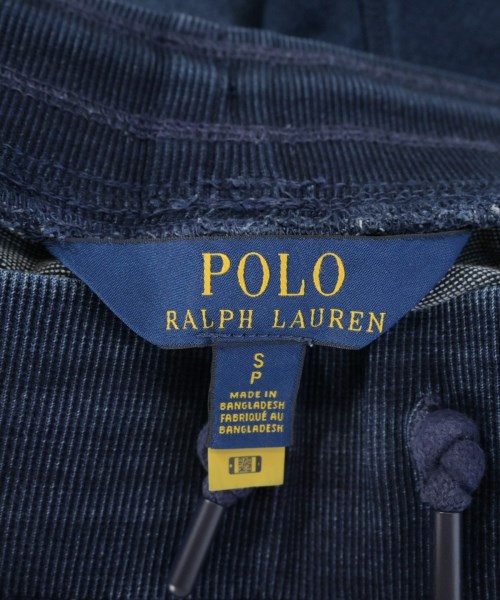 POLO
RALPH LAUREN
S
P
MADE IN
BANGLADESH
FABRIQUÉ AU
BANGLADESH